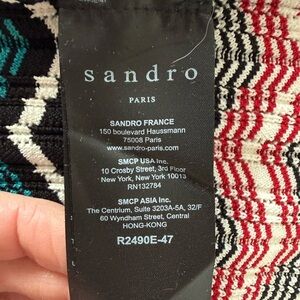 sandro
PARIS
SANDRO FRANCE
150 boulevard Haussmann
75008 Paris
www.sandro-paris.com
SMCP USA Inc.
10 Crosby Street, 3rd Floor
New York, New York 10013
RN132784
SMCP ASIA Inc.
The Centrium, Suite 3203A-5A, 32/F
60 Wyndham Street, Central
HONG-KONG
R2490E-47